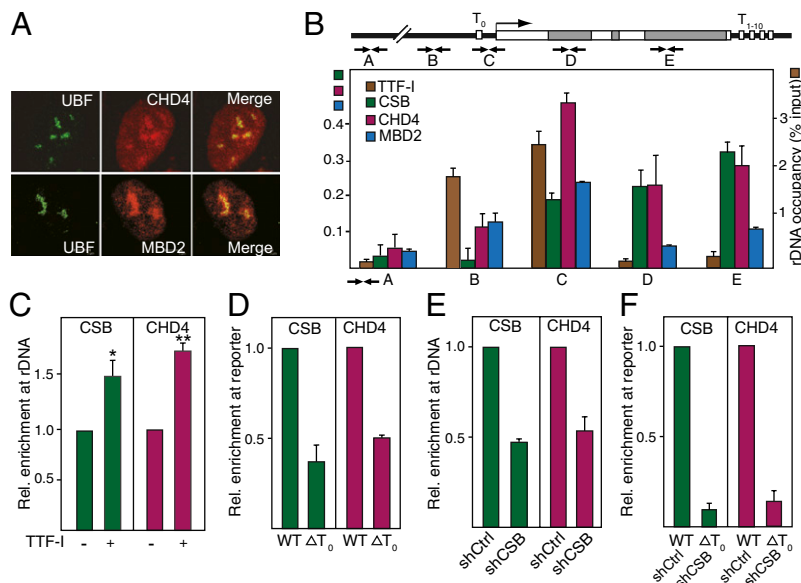 A
UBF CHD4 Merge
UBF MBD2 Merge
B
T0 T1-10
A B C D E
TTF-I
CSB
CHD4
MBD2
0.4
0.3
0.2
0.1
3
2
1
rDNA occupancy (% input)
A B C D E
C
CSB CHD4
* **
Rel. enrichment at rDNA
1.5
1.0
0.5
TTF-I - + - +
D
CSB CHD4
Rel. enrichment at reporter
1.0
0.5
WT ΔT0 WT ΔT0
E
CSB CHD4
Rel. enrichment at rDNA
1.0
0.5
shCtrl shCSB shCtrl shCSB
F
CSB CHD4
Rel. enrichment at reporter
1.0
0.5
WT ΔT0 WT ΔT0
shCtrl shCSB shCtrl shCSB